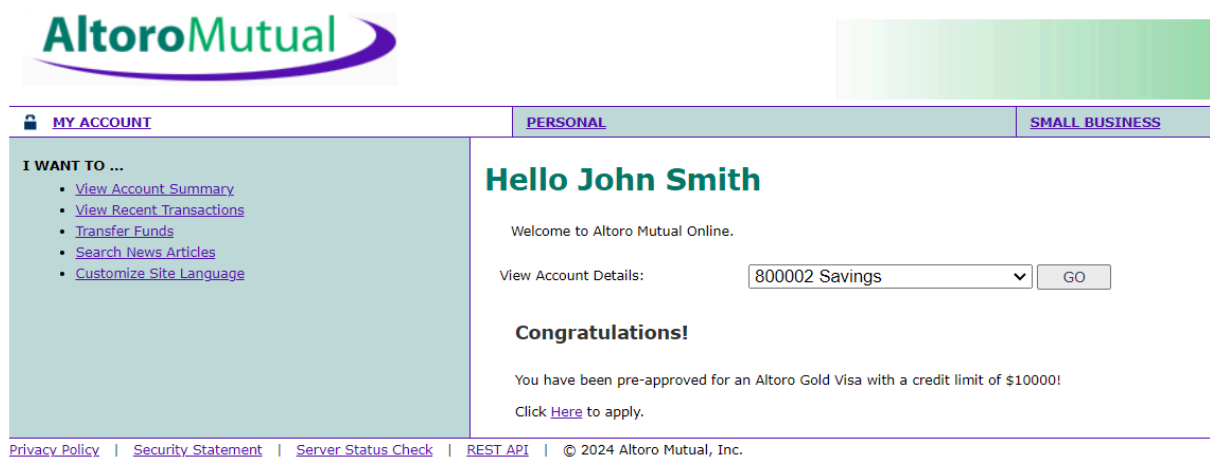 AltoroMutual
MY ACCOUNT
PERSONAL
SMALL BUSINESS
I WANT TO ...
• View Account Summary
• View Recent Transactions
• Transfer Funds
• Search News Articles
• Customize Site Language
Hello John Smith
Welcome to Altoro Mutual Online.
View Account Details: 800002 Savings GO
Congratulations!
You have been pre-approved for an Altoro Gold Visa with a credit limit of $10000!
Click Here to apply.
Privacy Policy | Security Statement | Server Status Check | REST API | © 2024 Altoro Mutual, Inc.